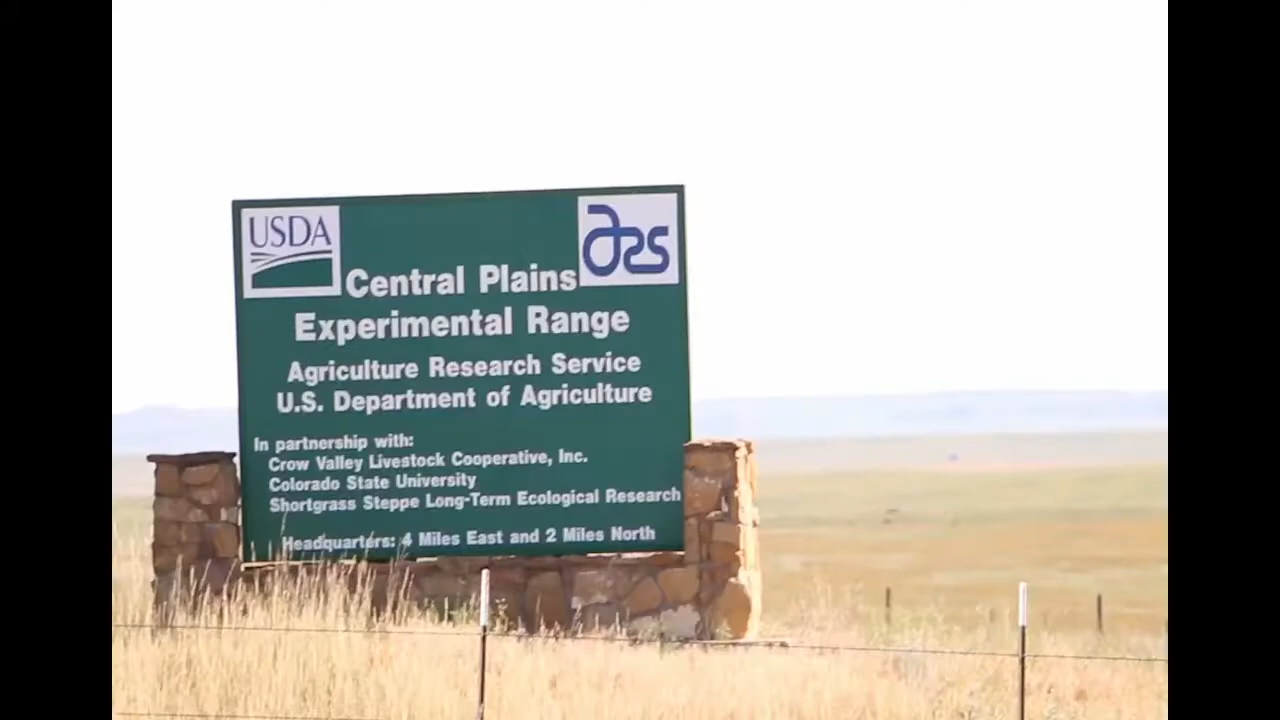 USDA
ars
Central Plains
Experimental Range
Agriculture Research Service
U.S. Department of Agriculture
In partnership with:
Crow Valley Livestock Cooperative, Inc.
Colorado State University
Shortgrass Steppe Long-Term Ecological Research
Headquarters: 4 Miles East and 2 Miles North